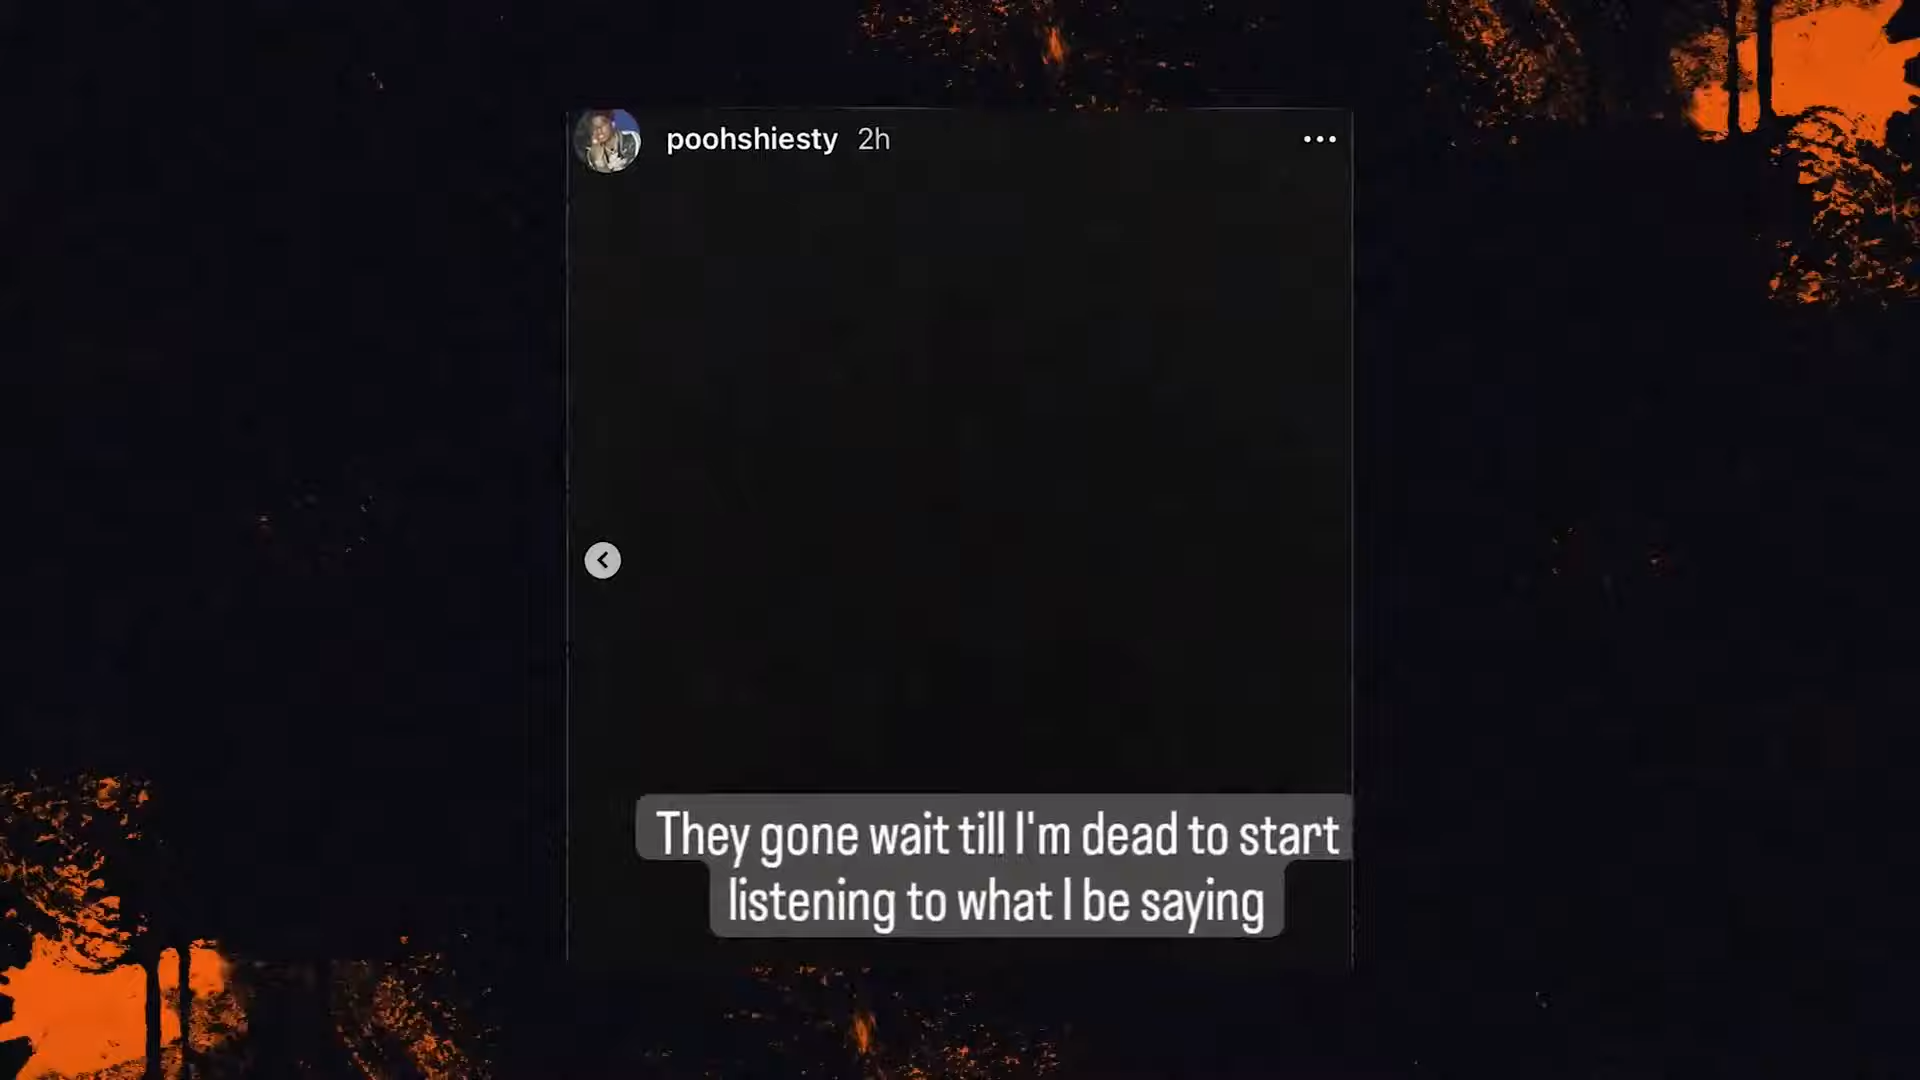 poohshiesty 2h
They gone wait till I'm dead to start
listening to what I be saying